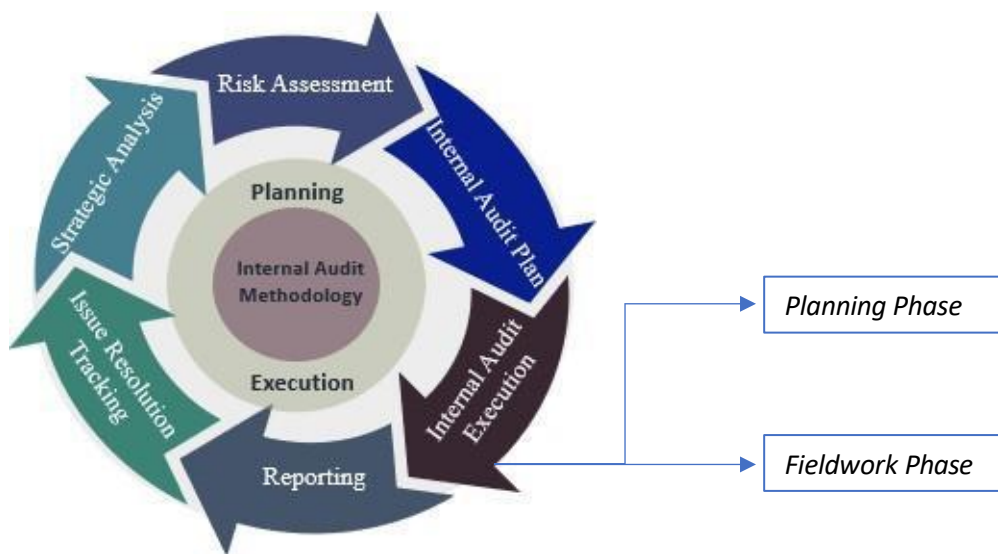 Risk Assessment
Strategic Analysis
Internal Audit Plan
Planning
Internal Audit
Methodology
Execution
Planning Phase
Issue Resolution
Tracking
Internal Audit
Execution
Reporting
Fieldwork Phase